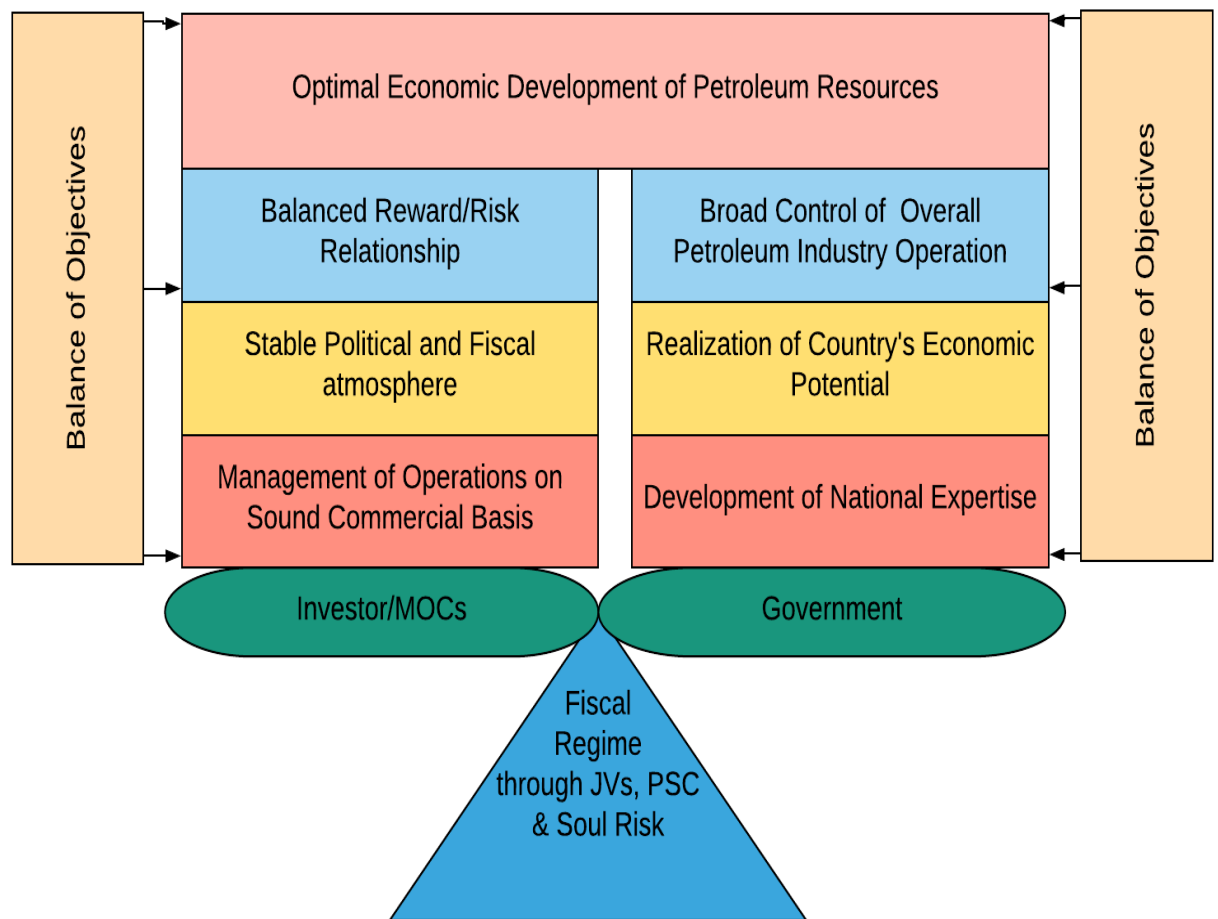 Balance of Objectives
Optimal Economic Development of Petroleum Resources
Balance of Objectives
Balanced Reward/Risk
Relationship
Broad Control of  Overall
Petroleum Industry Operation
Stable Political and Fiscal
atmosphere
Realization of Country's Economic
Potential
Management of Operations on
Sound Commercial Basis
Development of National Expertise
Investor/MOCs
Government
Fiscal
Regime
through JVs, PSC
& Soul Risk